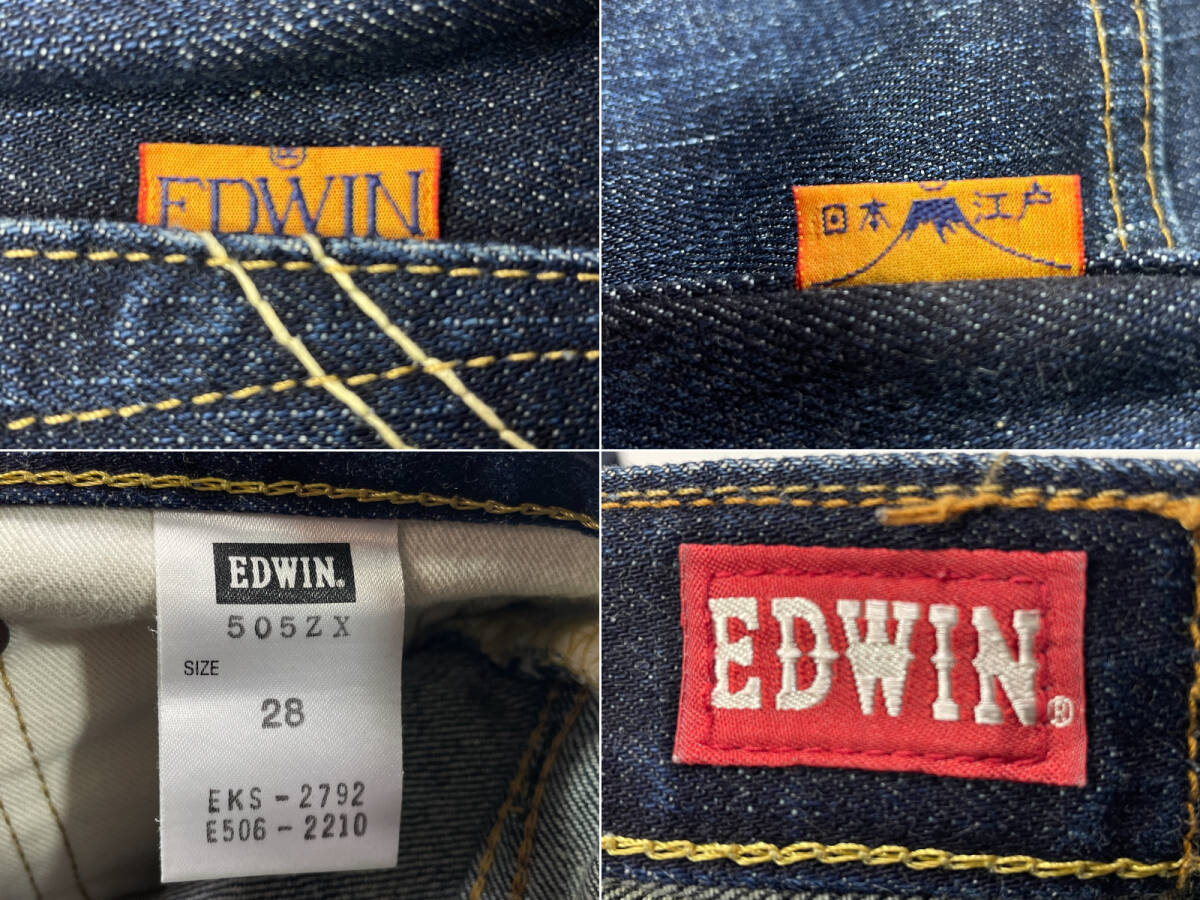 ®
EDWIN
日本 江戸
EDWIN®
505ZX
SIZE
28
EKS-2792
E506-2210
EDWIN®